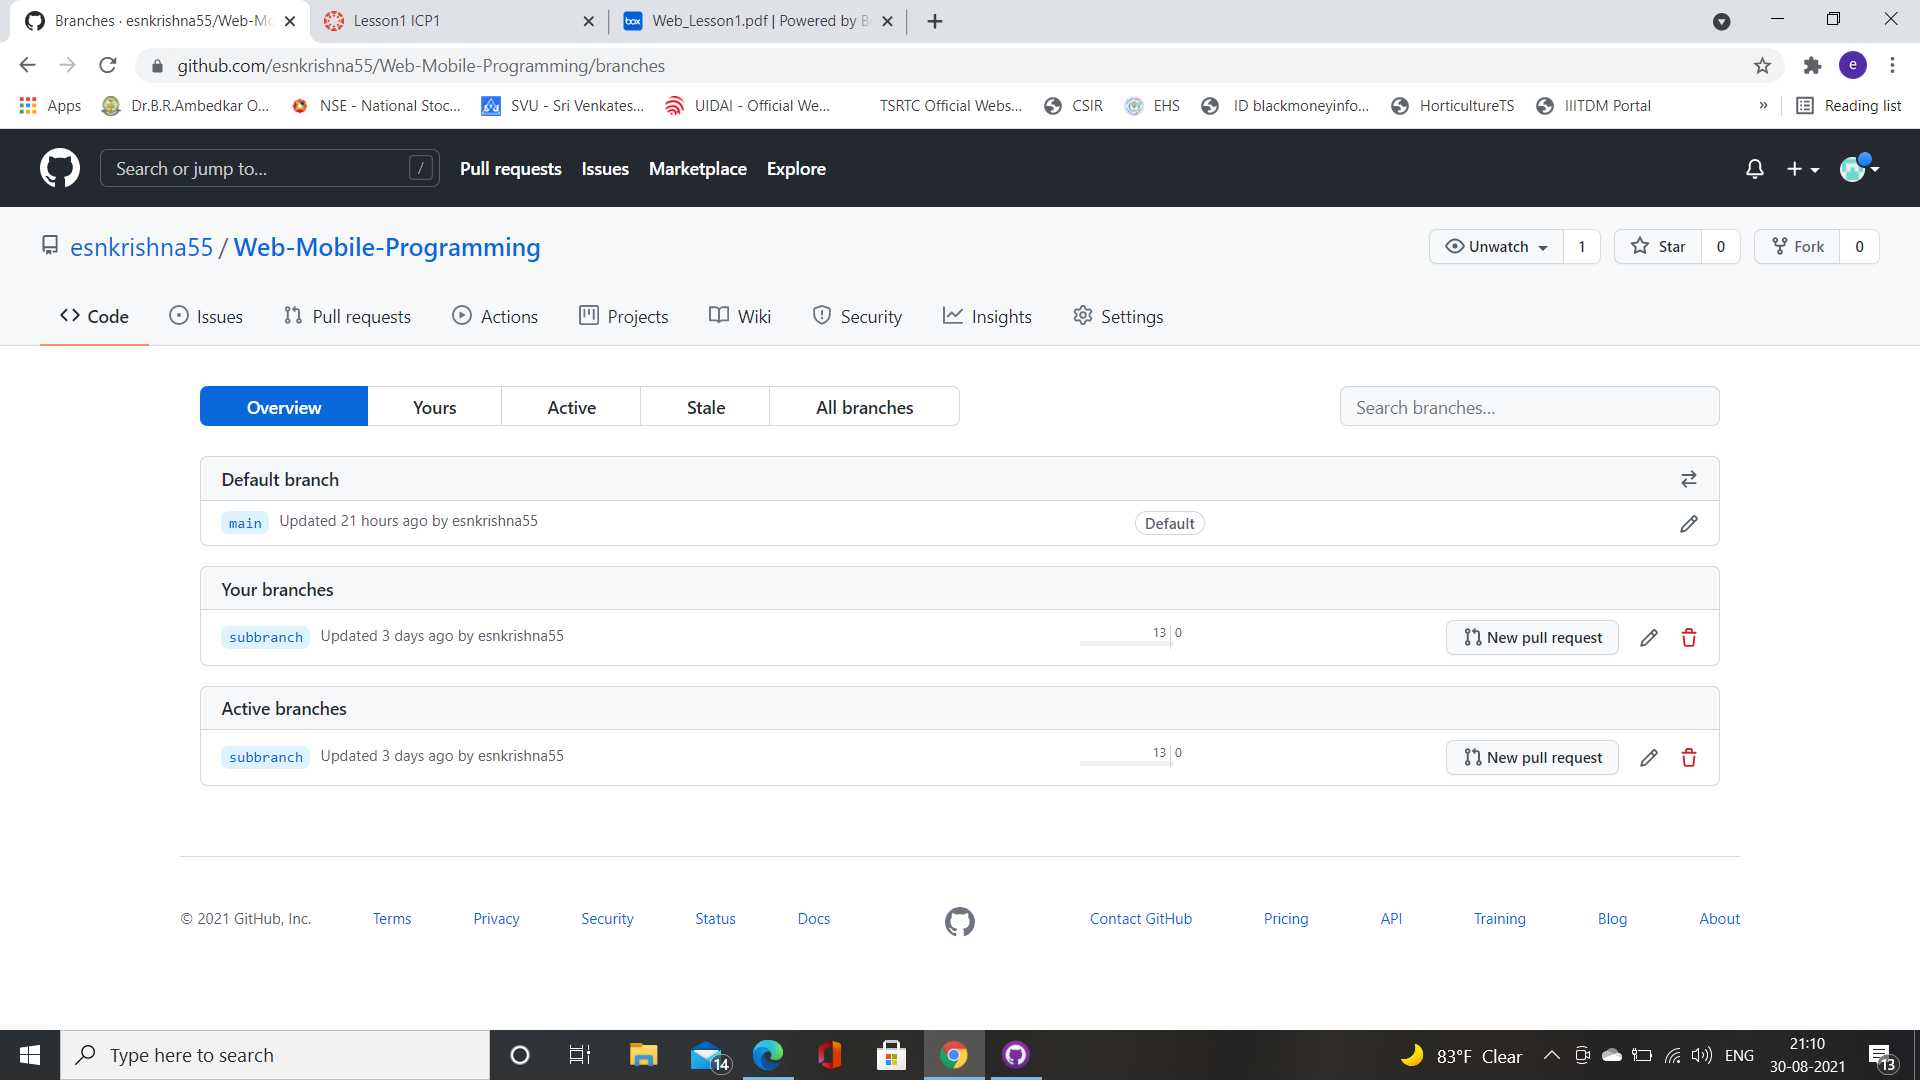 Branches · esnkrishna55/Web-Mo
Lesson1 ICP1
box
Web_Lesson1.pdf | Powered by B
github.com/esnkrishna55/Web-Mobile-Programming/branches
e
Apps
Dr.B.R.Ambedkar O...
NSE - National Stoc...
SVU - Sri Venkates...
UIDAI - Official We...
TSRTC Official Webs...
CSIR
EHS
ID blackmoneyinfo...
HorticultureTS
IIITDM Portal
»
Reading list
Search or jump to...
/
Pull requests
Issues
Marketplace
Explore
esnkrishna55 / Web-Mobile-Programming
Unwatch
1
Star
0
Fork
0
Code
Issues
Pull requests
Actions
Projects
Wiki
Security
Insights
Settings
Overview
Yours
Active
Stale
All branches
Search branches...
Default branch
main
Updated 21 hours ago by esnkrishna55
Default
Your branches
subbranch
Updated 3 days ago by esnkrishna55
13
0
New pull request
Active branches
subbranch
Updated 3 days ago by esnkrishna55
13
0
New pull request
© 2021 GitHub, Inc.
Terms
Privacy
Security
Status
Docs
Contact GitHub
Pricing
API
Training
Blog
About
Type here to search
14
83°F Clear
ENG
21:10
30-08-2021
13